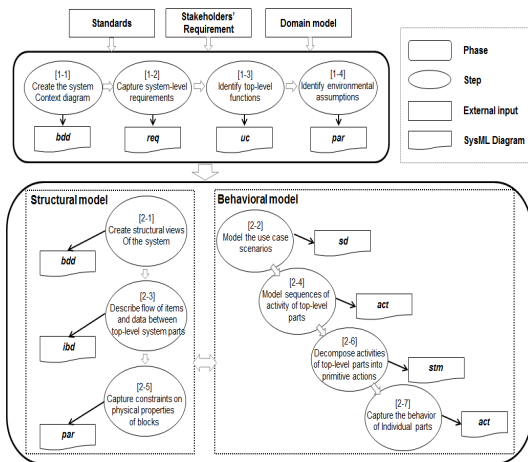 Standards
Stakeholders'
Requirement
Domain model
[1-1]
Create the system
Context diagram
[1-2]
Capture system-level
requirements
[1-3]
Identify top-level
functions
[1-4]
Identify environmental
assumptions
bdd
req
uc
par
Phase
Step
External input
SysML Diagram
Structural model
[2-1]
Create structural views
Of the system
bdd
[2-3]
Describe flow of items
and data between
top-level system parts
ibd
[2-5]
Capture constraints on
physical properties
of blocks
par
Behavioral model
[2-2]
Model the use case
scenarios
sd
[2-4]
Model sequences of
activity of top-level
parts
act
[2-6]
Decompose activities
of top-level parts into
primitive actions
stm
[2-7]
Capture the behavior
of Individual parts
act